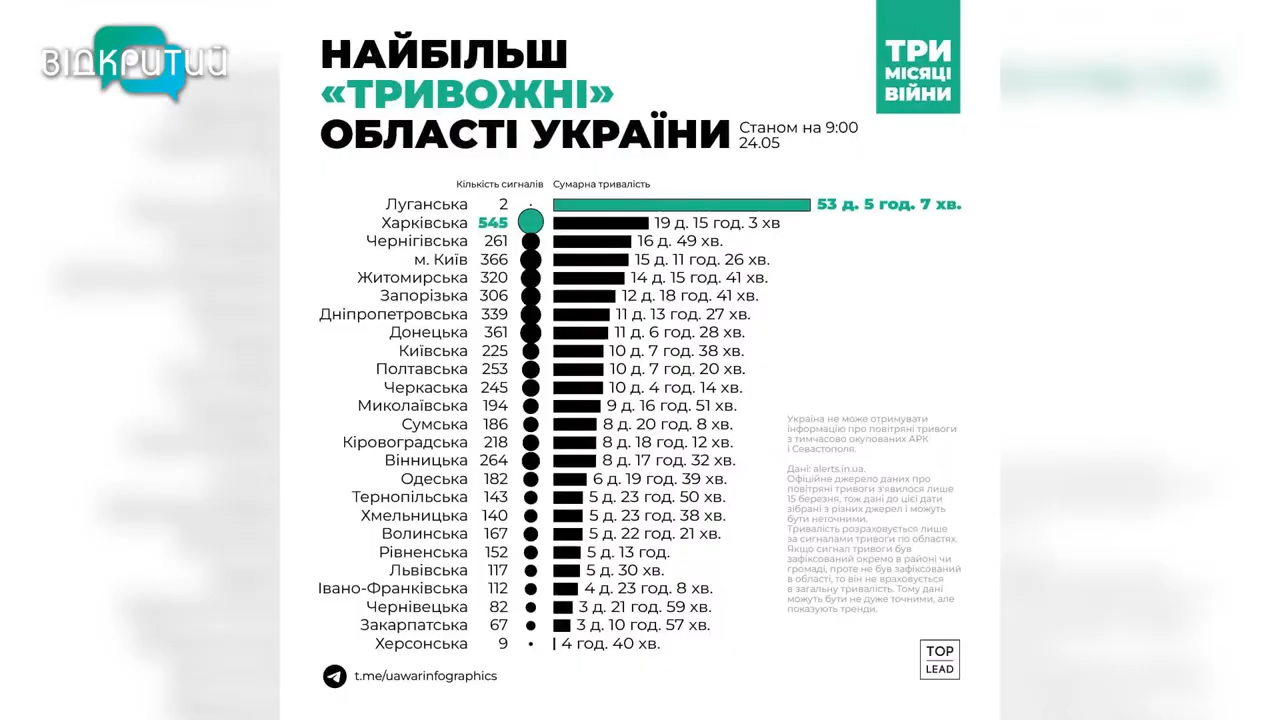 ВІДКРИТИЙ
НАЙБІЛЬШ
«ТРИВОЖНІ»
ОБЛАСТІ УКРАЇНИ
Станом на 9:00
24.05
ТРИ
МІСЯЦІ
ВІЙНИ
Кількість сигналів Сумарна тривалість
Луганська 2 53 д. 5 год. 7 хв.
Харківська 545 19 д. 15 год. 3 хв
Чернігівська 261 16 д. 49 хв.
м. Київ 366 15 д. 11 год. 26 хв.
Житомирська 320 14 д. 15 год. 41 хв.
Запорізька 306 12 д. 18 год. 41 хв.
Дніпропетровська 339 11 д. 13 год. 27 хв.
Донецька 361 11 д. 6 год. 28 хв.
Київська 225 10 д. 7 год. 38 хв.
Полтавська 253 10 д. 7 год. 20 хв.
Черкаська 245 10 д. 4 год. 14 хв.
Миколаївська 194 9 д. 16 год. 51 хв.
Сумська 186 8 д. 20 год. 8 хв.
Кіровоградська 218 8 д. 18 год. 12 хв.
Вінницька 264 8 д. 17 год. 32 хв.
Одеська 182 6 д. 19 год. 39 хв.
Тернопільська 143 5 д. 23 год. 50 хв.
Хмельницька 140 5 д. 23 год. 38 хв.
Волинська 167 5 д. 22 год. 21 хв.
Рівненська 152 5 д. 13 год.
Львівська 117 5 д. 30 хв.
Івано-Франківська 112 4 д. 23 год. 8 хв.
Чернівецька 82 3 д. 21 год. 59 хв.
Закарпатська 67 3 д. 10 год. 57 хв.
Херсонська 9 4 год. 40 хв.
Україна не може отримувати
інформацію про повітряні тривоги
з тимчасово окупованих АРК
і Севастополя.
Дані: alerts.in.ua.
Офіційне джерело даних про
повітряні тривоги з'явилося лише
15 березня, тож дані до цієї дати
зібрані з різних джерел і можуть
бути неточними.
Тривалість розраховується лише
за сигналами тривоги по областях.
Якщо сигнал тривоги був
зафіксований окремо в районі чи
громаді, проте не був зафіксований
в області, то він не враховується
в загальну тривалість. Тому дані
можуть бути не дуже точними, але
показують тренди.
t.me/uawarinfographics
TOP
LEAD